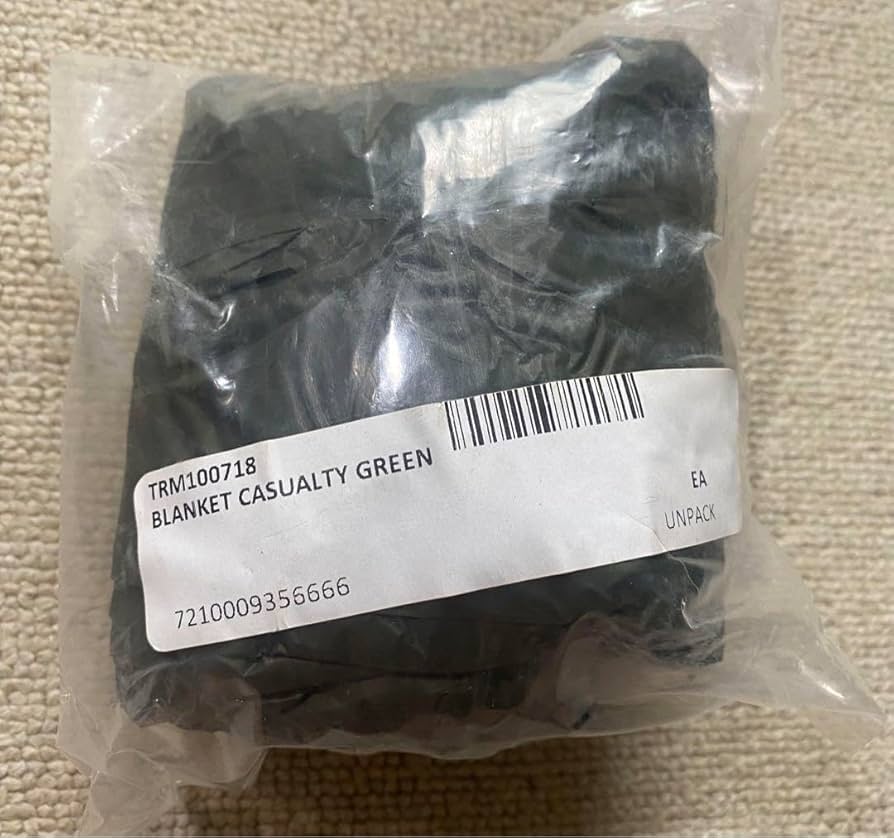 TRM100718
BLANKET CASUALTY GREEN
EA
UNPACK
7210009356666